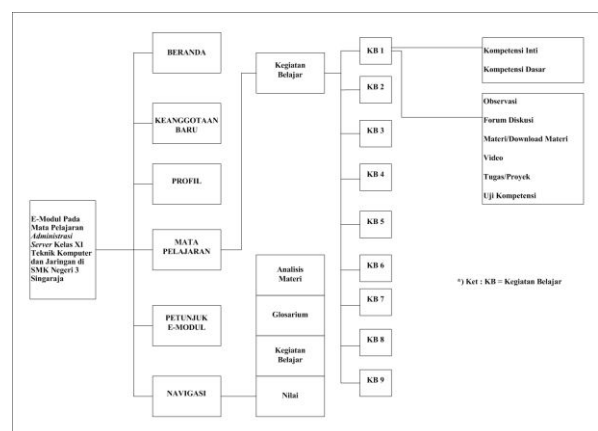 E-Modul Pada
Mata Pelajaran
Administrasi
Server Kelas XI
Teknik Komputer
dan Jaringan di
SMK Negeri 3
Singaraja
BERANDA
KEANGGOTAAN
BARU
PROFIL
MATA
PELAJARAN
PETUNJUK
E-MODUL
NAVIGASI
Kegiatan
Belajar
Analisis
Materi
Glosarium
Kegiatan
Belajar
Nilai
KB 1
KB 2
KB 3
KB 4
KB 5
KB 6
KB 7
KB 8
KB 9
Kompetensi Inti
Kompetensi Dasar
Observasi
Forum Diskusi
Materi/Download Materi
Video
Tugas/Proyek
Uji Kompetensi
*) Ket : KB = Kegiatan Belajar